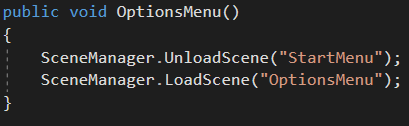 public void OptionsMenu()
{
    SceneManager.UnloadScene("StartMenu");
    SceneManager.LoadScene("OptionsMenu");
}